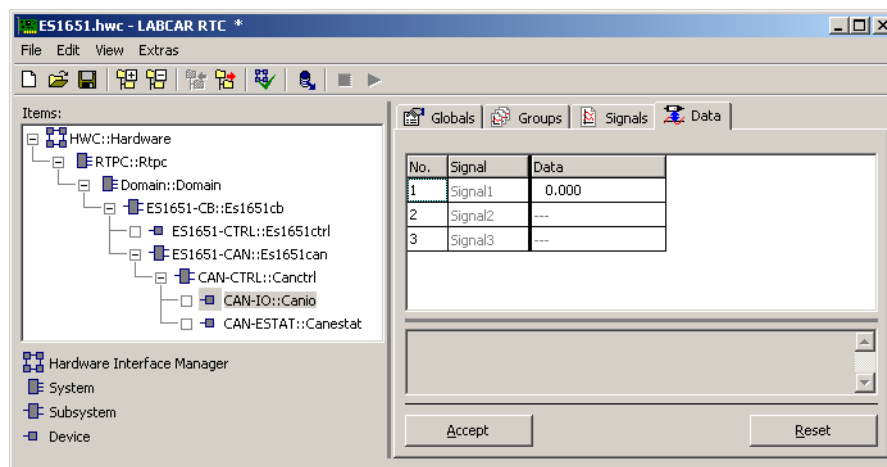 ES1651.hwc - LABCAR RTC *
File Edit View Extras
Items:
HWC::Hardware
RTPC::Rtpc
Domain::Domain
ES1651-CB::Es1651cb
ES1651-CTRL::Es1651ctrl
ES1651-CAN::Es1651can
CAN-CTRL::Canctrl
CAN-IO::Canio
CAN-ESTAT::Canestat
Hardware Interface Manager
System
Subsystem
Device
Globals Groups Signals Data
No. Signal Data
1 Signal1 0.000
2 Signal2 ---
3 Signal3 ---
Accept Reset